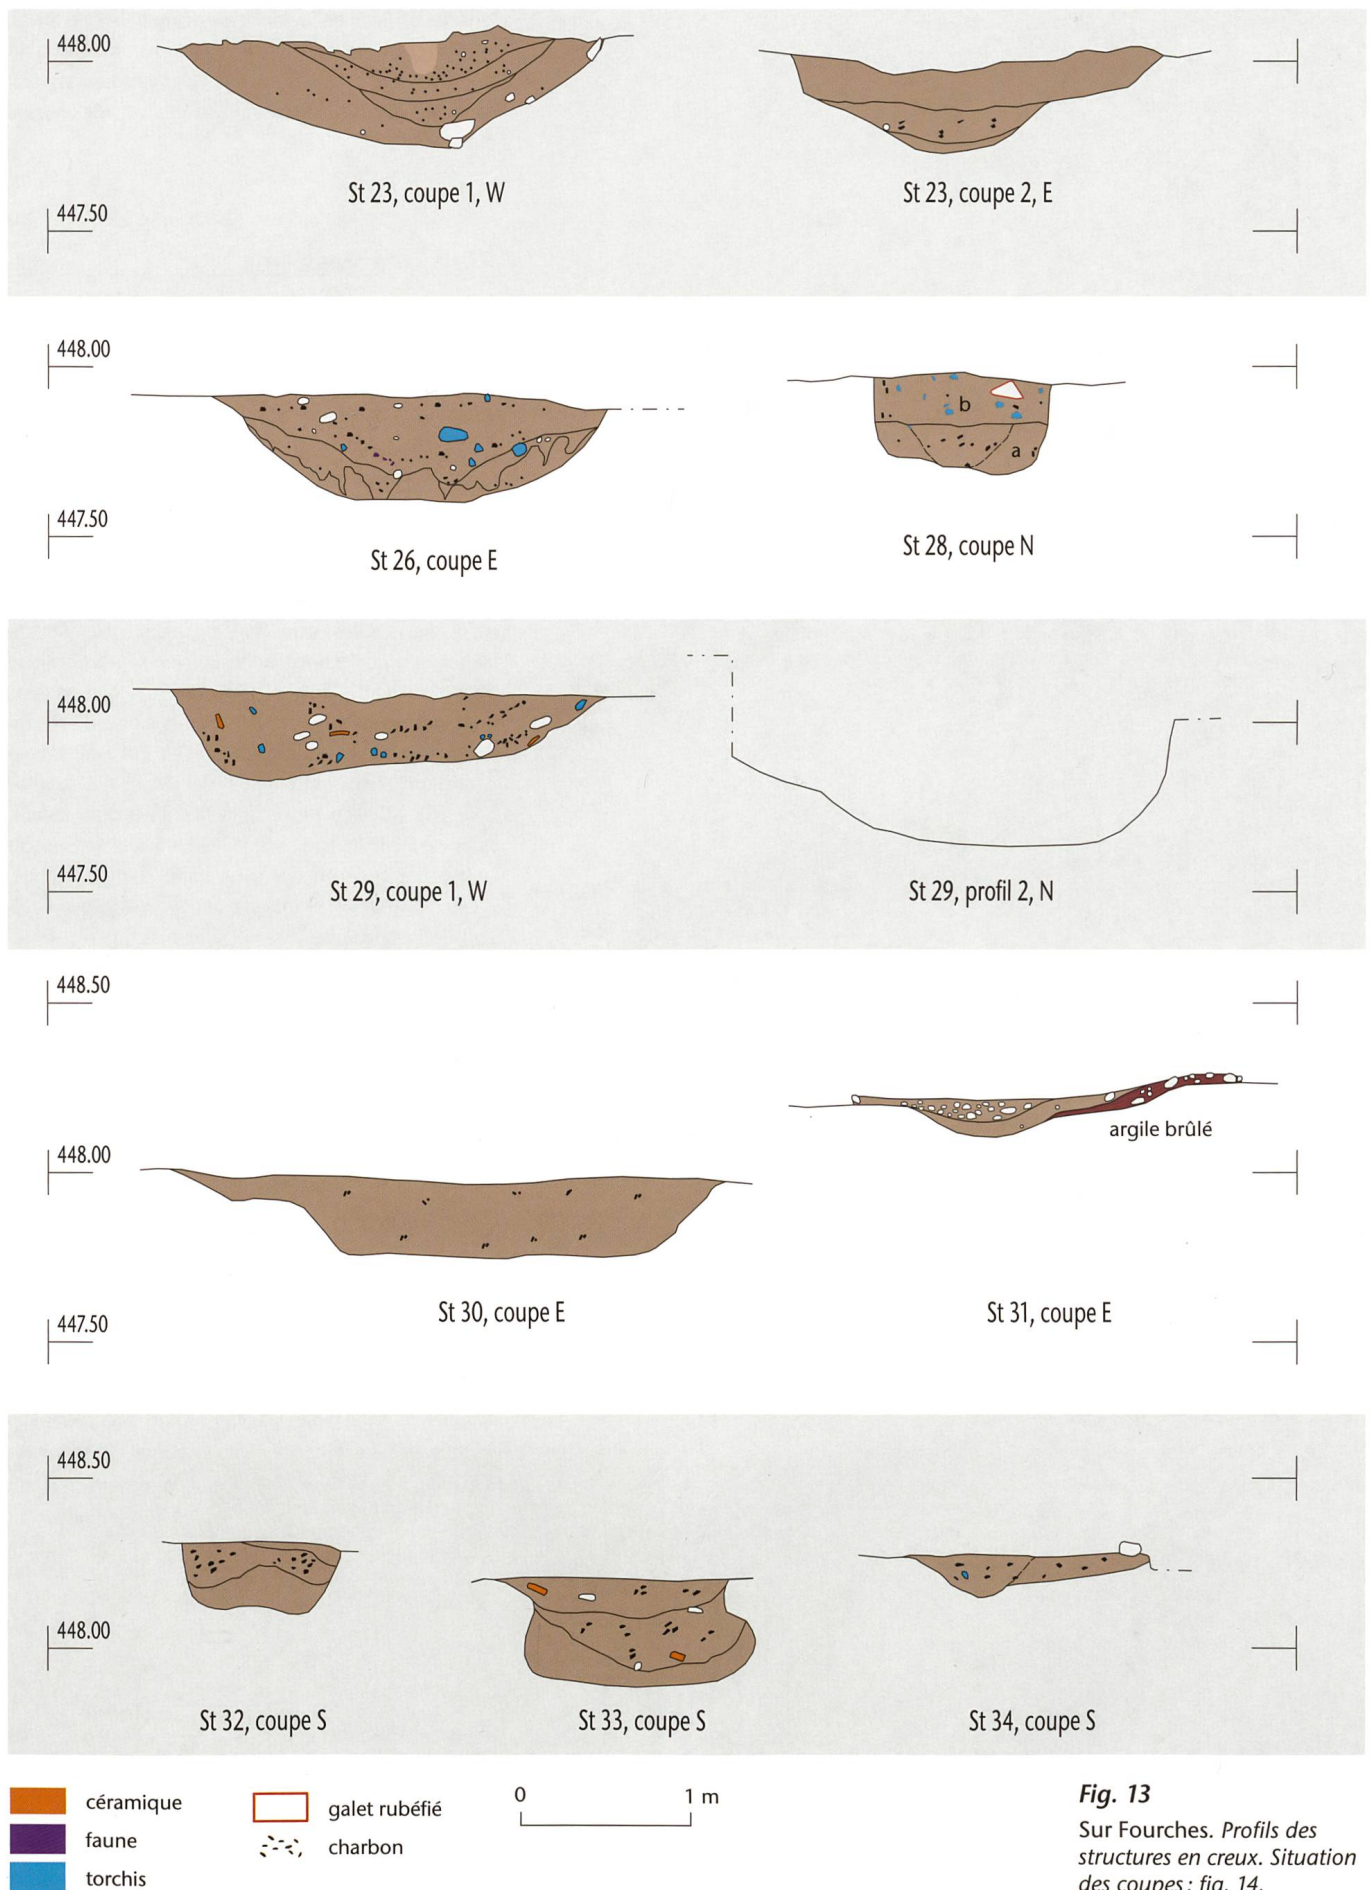 448.00
St 23, coupe 1, W
St 23, coupe 2, E
447.50
448.00
b
a
447.50
St 26, coupe E
St 28, coupe N
448.00
447.50
St 29, coupe 1, W
St 29, profil 2, N
448.50
argile brûlé
448.00
St 30, coupe E
St 31, coupe E
447.50
448.50
448.00
St 32, coupe S
St 33, coupe S
St 34, coupe S
céramique
faune
torchis
galet rubéfié
charbon
0 1 m
Fig. 13
Sur Fourches. Profils des
structures en creux. Situation
des coupes : fig. 14.